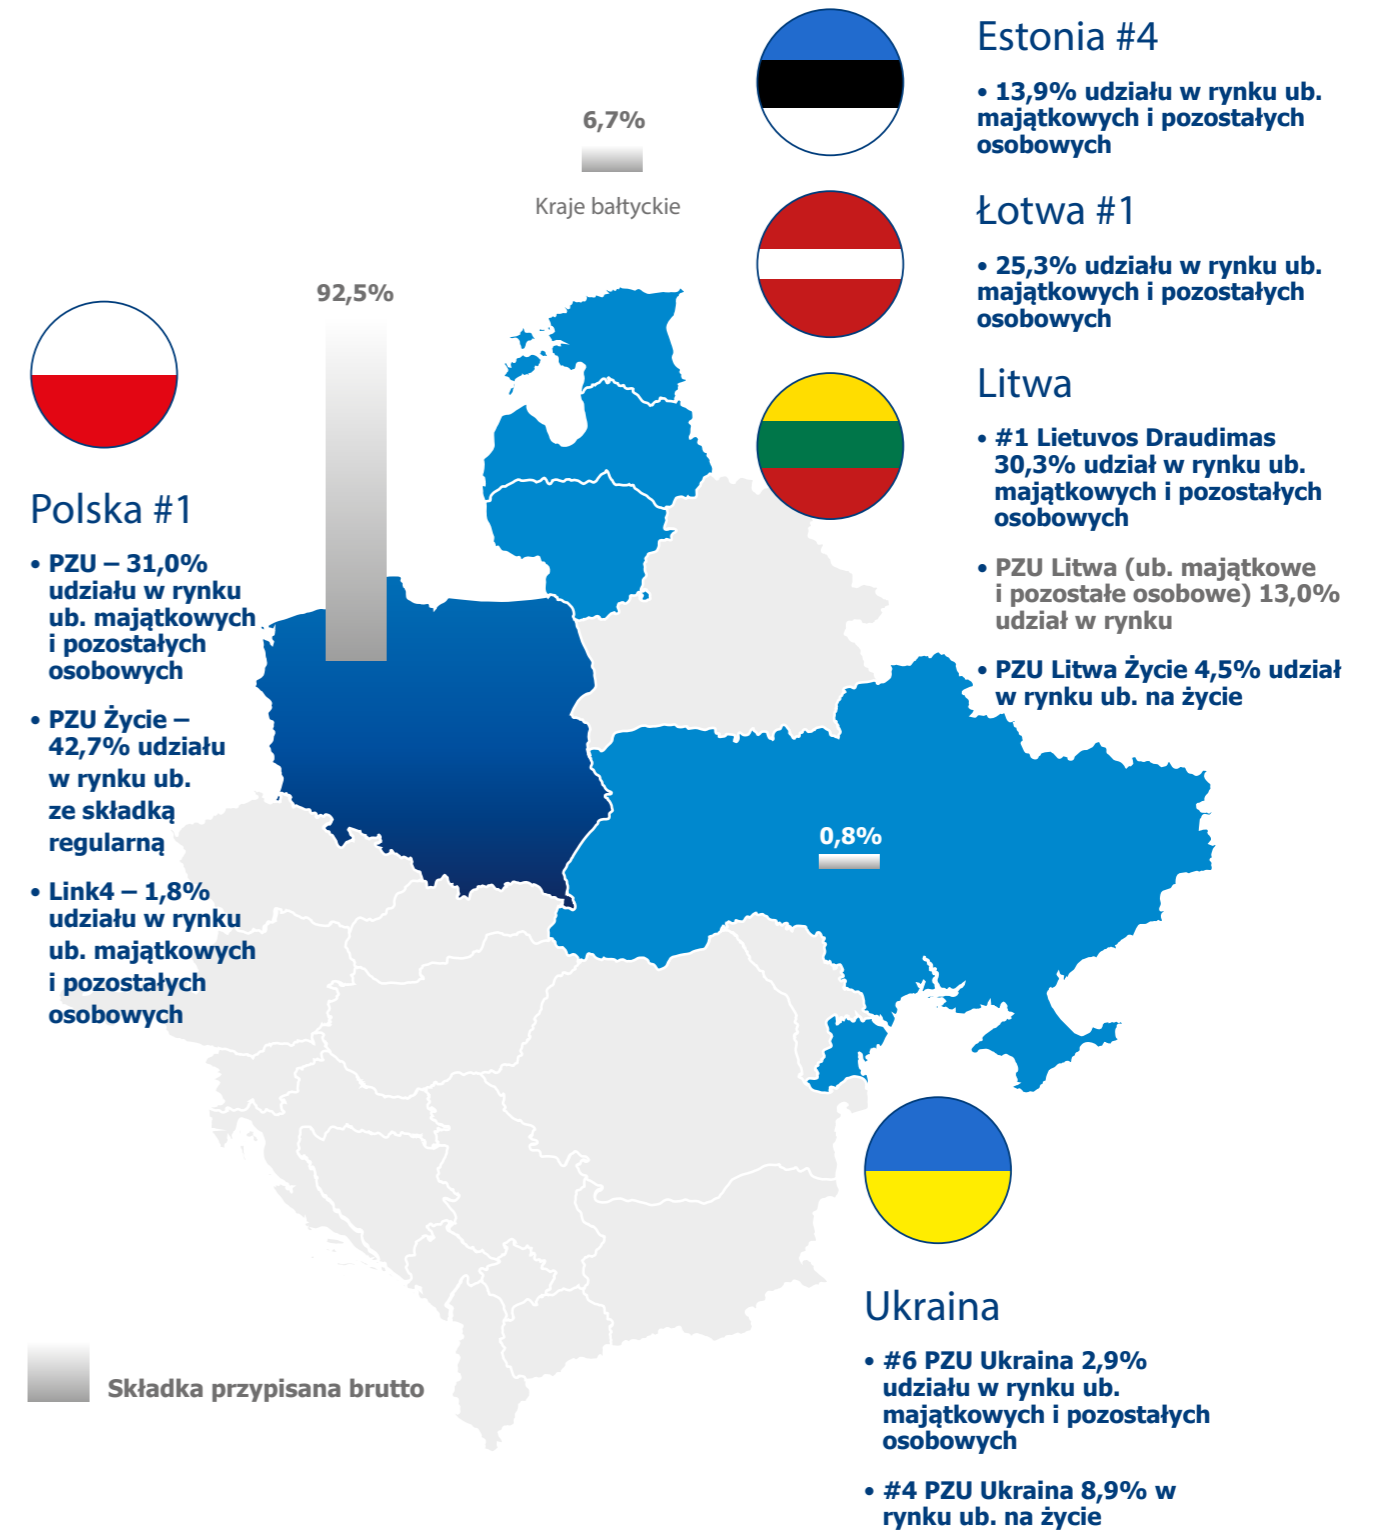 Estonia #4
• 13,9% udziału w rynku ub.
majątkowych i pozostałych
osobowych
6,7%
Kraje bałtyckie
Łotwa #1
• 25,3% udziału w rynku ub.
majątkowych i pozostałych
osobowych
92,5%
Litwa
• #1 Lietuvos Draudimas
30,3% udział w rynku ub.
majątkowych i pozostałych
osobowych
• PZU Litwa (ub. majątkowe
i pozostałe osobowe) 13,0%
udział w rynku
• PZU Litwa Życie 4,5% udział
w rynku ub. na życie
Polska #1
• PZU – 31,0%
udziału w rynku
ub. majątkowych
i pozostałych
osobowych
• PZU Życie –
42,7% udziału
w rynku ub.
ze składką
regularną
• Link4 – 1,8%
udziału w rynku
ub. majątkowych
i pozostałych
osobowych
0,8%
Ukraina
• #6 PZU Ukraina 2,9%
udziału w rynku ub.
majątkowych i pozostałych
osobowych
• #4 PZU Ukraina 8,9% w
rynku ub. na życie
Składka przypisana brutto